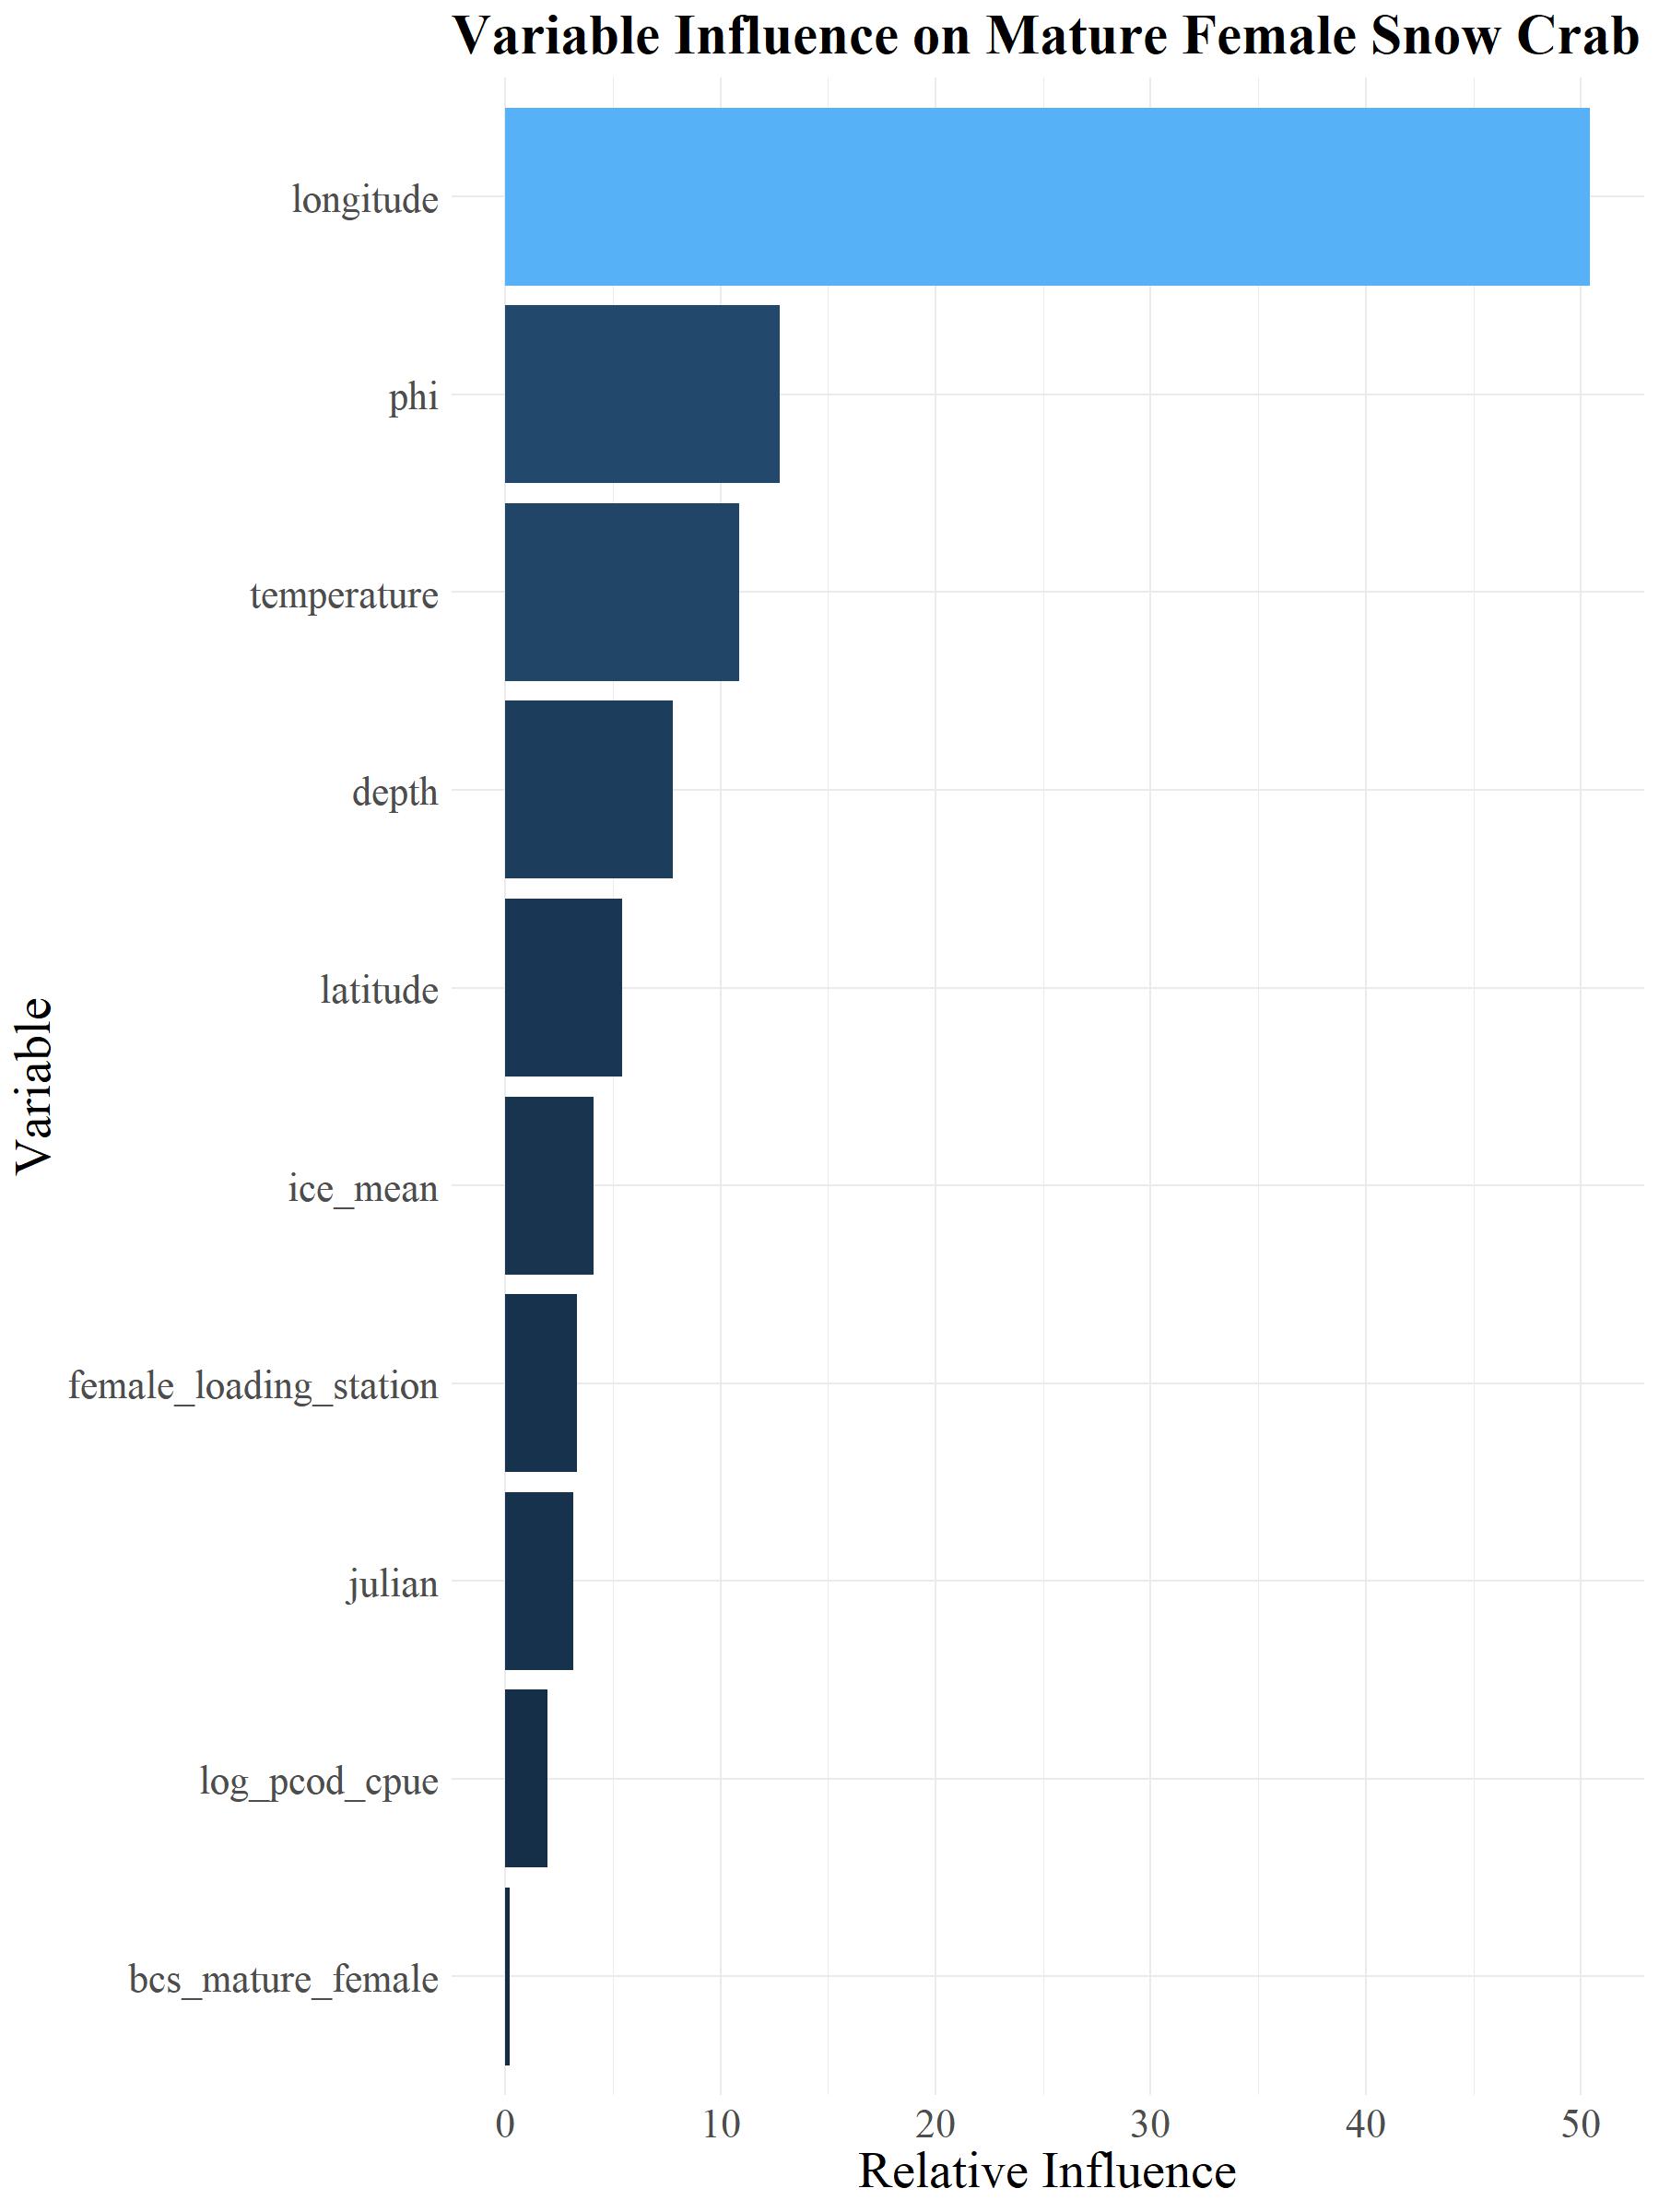 Variable Influence on Mature Female Snow Crab
longitude
phi
temperature
depth
latitude
ice_mean
female_loading_station
julian
log_pcod_cpue
bcs_mature_female
Variable
0 10 20 30 40 50
Relative Influence